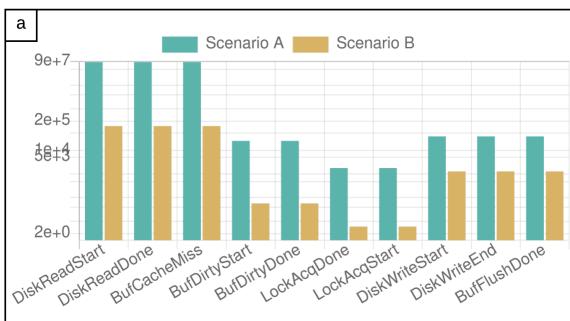 a
Scenario A Scenario B
9e+7
2e+5
1e+4
5e+3
2e+0
DiskReadStart
DiskReadDone
BufCacheMiss
BufDirtyStart
BufDirtyDone
LockAcqDone
LockAcqStart
DiskWriteStart
DiskWriteEnd
BufFlushDone